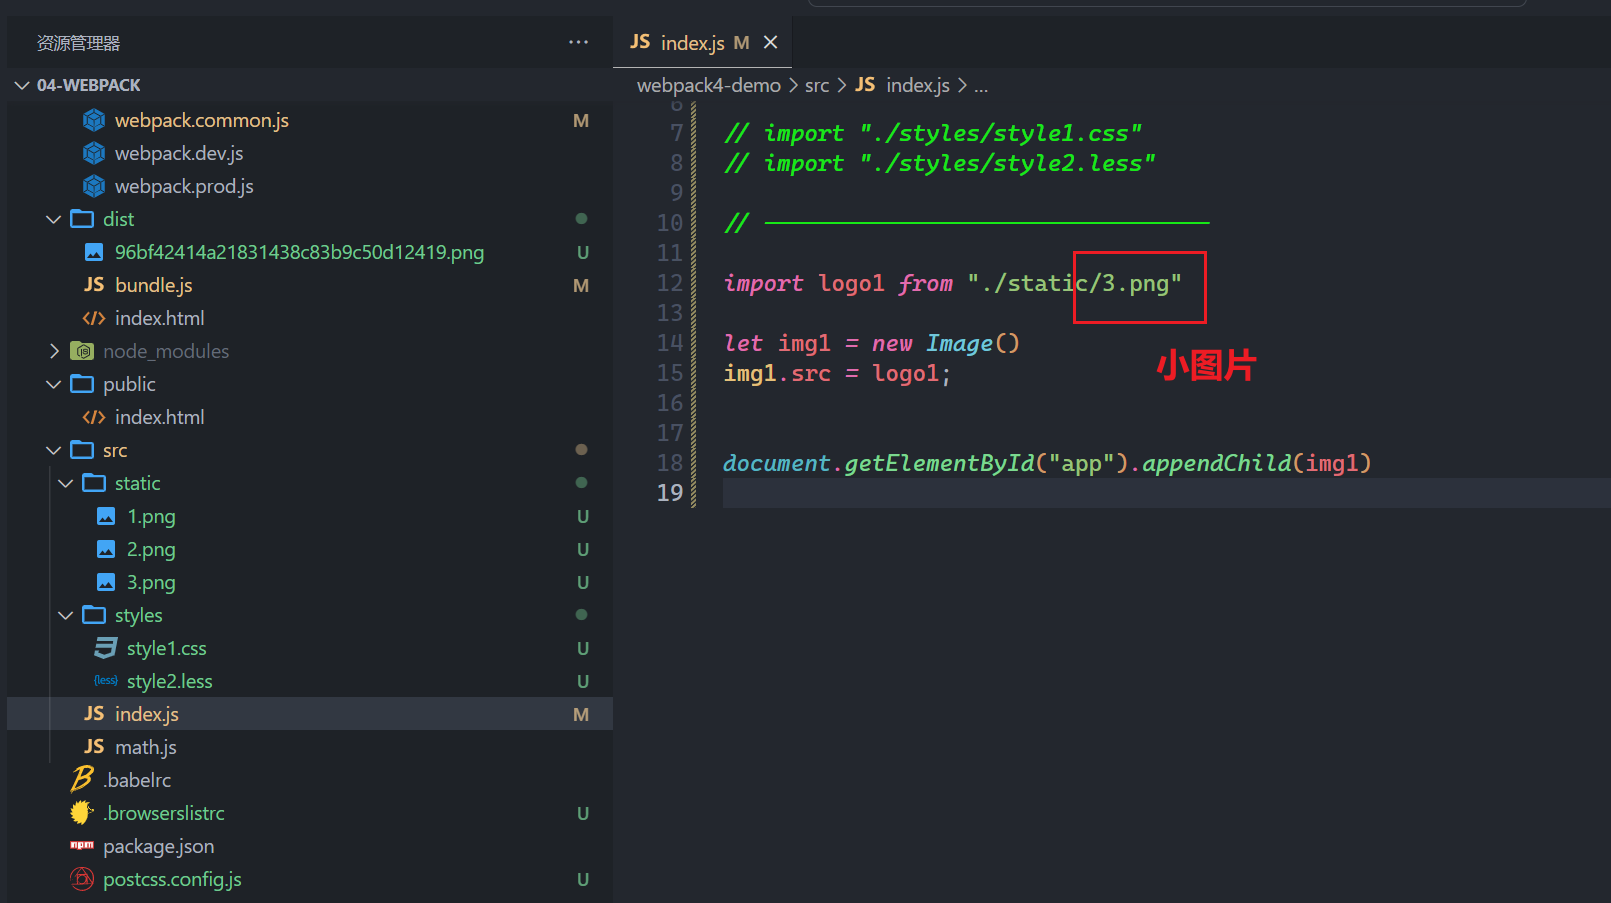 资源管理器
···
04-WEBPACK
webpack.common.js M
webpack.dev.js
webpack.prod.js
dist
96bf42414a21831438c83b9c50d12419.png U
JS bundle.js M
</> index.html
node_modules
public
</> index.html
src
static
1.png U
2.png U
3.png U
styles
style1.css U
{less} style2.less U
JS index.js M
JS math.js
.babelrc
.browserslistrc U
package.json
postcss.config.js U
JS index.js M ×
webpack4-demo > src > JS index.js > ...
6
7 // import "./styles/style1.css"
8 // import "./styles/style2.less"
9
10 // ─────────────────────────────────
11
12 import logo1 from "./static/3.png"
13
小图片
14 let img1 = new Image()
15 img1.src = logo1;
16
17
18 document.getElementById("app").appendChild(img1)
19